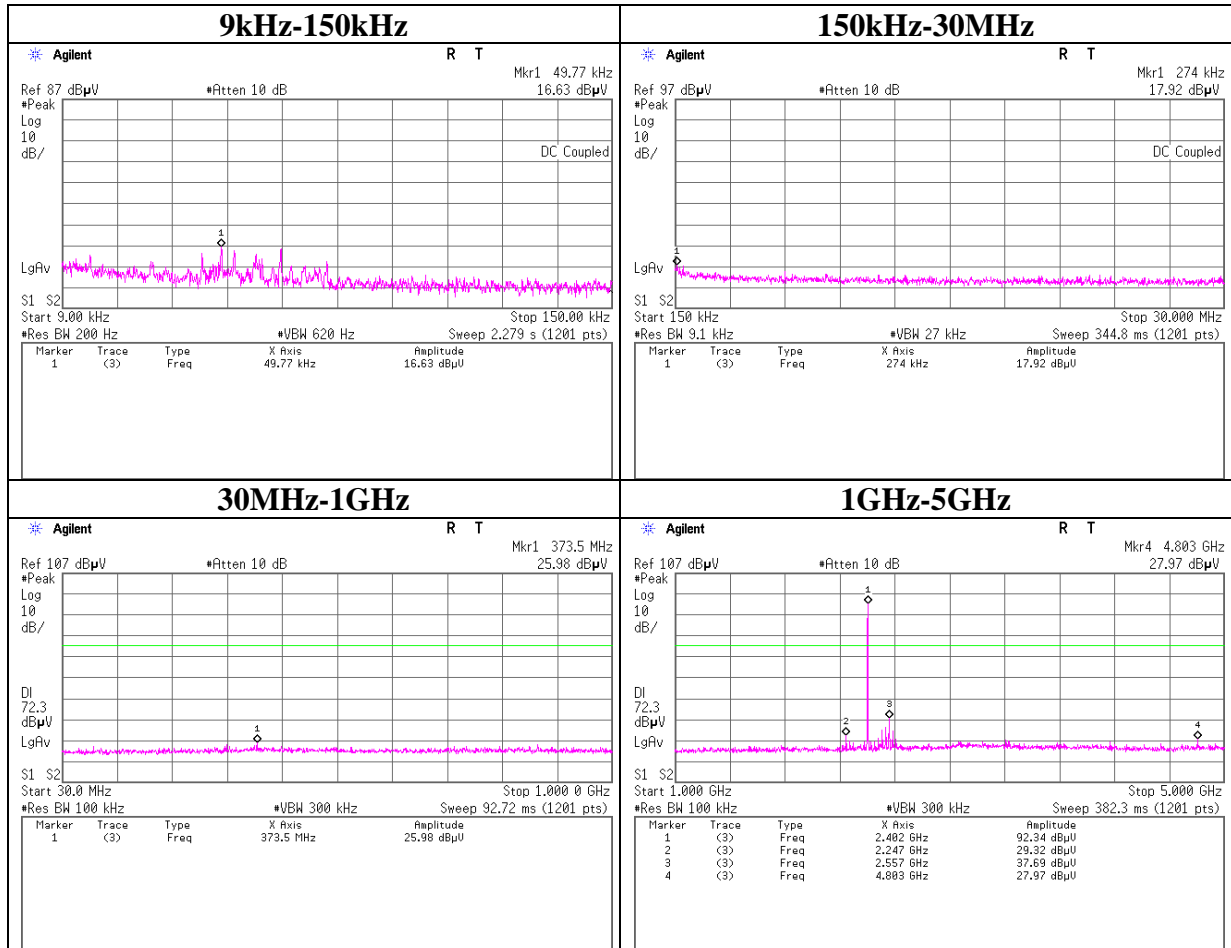 9kHz-150kHz
Agilent R T
Mkr1 49.77 kHz
Ref 87 dBµV #Atten 10 dB 16.63 dBµV
#Peak
Log
10
dB/
DC Coupled
1
LgAv
S1 S2
Start 9.00 kHz Stop 150.00 kHz
#Res BW 200 Hz #VBW 620 Hz Sweep 2.279 s (1201 pts)
Marker Trace Type X Axis Amplitude
1 (3) Freq 49.77 kHz 16.63 dBµV
150kHz-30MHz
Agilent R T
Mkr1 274 kHz
Ref 97 dBµV #Atten 10 dB 17.92 dBµV
#Peak
Log
10
dB/
DC Coupled
1
LgAv
S1 S2
Start 150 kHz Stop 30.000 MHz
#Res BW 9.1 kHz #VBW 27 kHz Sweep 344.8 ms (1201 pts)
Marker Trace Type X Axis Amplitude
1 (3) Freq 274 kHz 17.92 dBµV
30MHz-1GHz
Agilent R T
Mkr1 373.5 MHz
Ref 107 dBµV #Atten 10 dB 25.98 dBµV
#Peak
Log
10
dB/
DI
72.3
dBµV
1
LgAv
S1 S2
Start 30.0 MHz Stop 1.000 0 GHz
#Res BW 100 kHz #VBW 300 kHz Sweep 92.72 ms (1201 pts)
Marker Trace Type X Axis Amplitude
1 (3) Freq 373.5 MHz 25.98 dBµV
1GHz-5GHz
Agilent R T
Mkr4 4.803 GHz
Ref 107 dBµV #Atten 10 dB 27.97 dBµV
#Peak
1
Log
10
dB/
DI
72.3
3
dBµV
2 4
LgAv
S1 S2
Start 1.000 GHz Stop 5.000 GHz
#Res BW 100 kHz #VBW 300 kHz Sweep 382.3 ms (1201 pts)
Marker Trace Type X Axis Amplitude
1 (3) Freq 2.402 GHz 92.34 dBµV
2 (3) Freq 2.247 GHz 29.32 dBµV
3 (3) Freq 2.557 GHz 37.69 dBµV
4 (3) Freq 4.803 GHz 27.97 dBµV